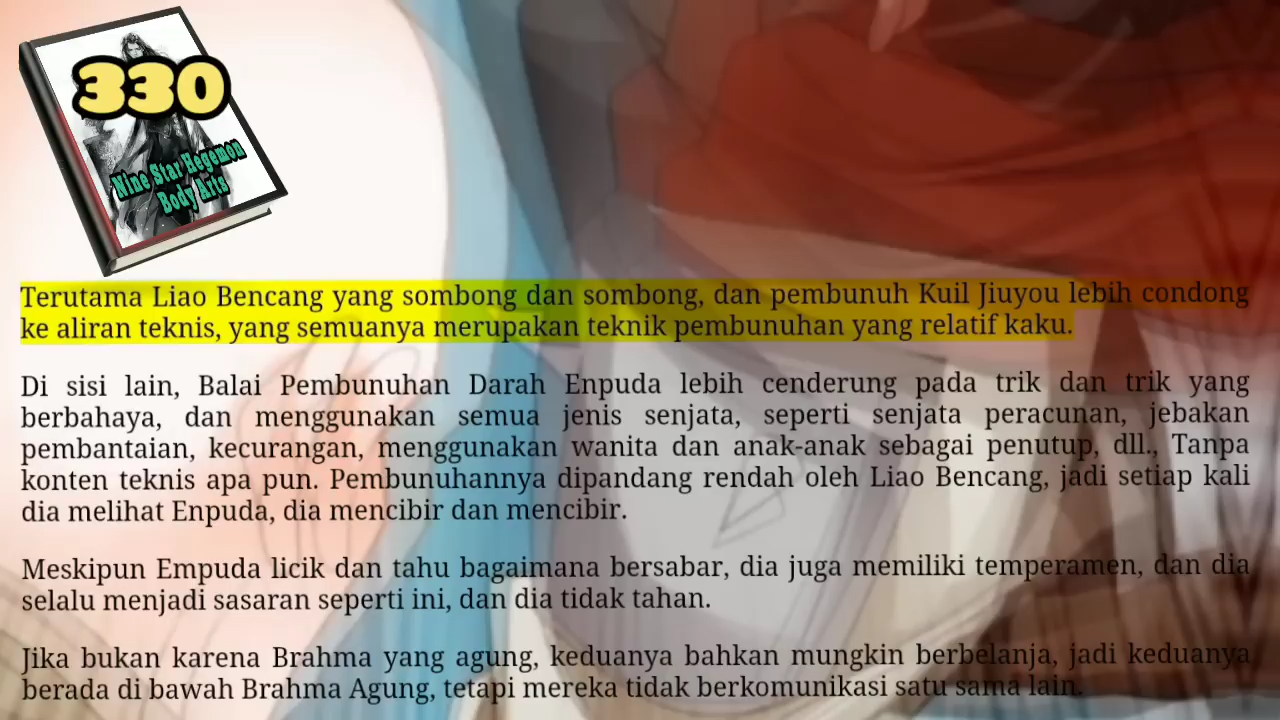 330
Nine Star Hegemon
Body Arts
Terutama Liao Bencang yang sombong dan sombong, dan pembunuh Kuil Jiuyou lebih condong
ke aliran teknis, yang semuanya merupakan teknik pembunuhan yang relatif kaku.
Di sisi lain, Balai Pembunuhan Darah Enpuda lebih cenderung pada trik dan trik yang
berbahaya, dan menggunakan semua jenis senjata, seperti senjata peracunan, jebakan
pembantaian, kecurangan, menggunakan wanita dan anak-anak sebagai penutup, dll., Tanpa
konten teknis apa pun. Pembunuhannya dipandang rendah oleh Liao Bencang, jadi setiap kali
dia melihat Enpuda, dia mencibir dan mencibir.
Meskipun Empuda licik dan tahu bagaimana bersabar, dia juga memiliki temperamen, dan dia
selalu menjadi sasaran seperti ini, dan dia tidak tahan.
Jika bukan karena Brahma yang agung, keduanya bahkan mungkin berbelanja, jadi keduanya
berada di bawah Brahma Agung, tetapi mereka tidak berkomunikasi satu sama lain.